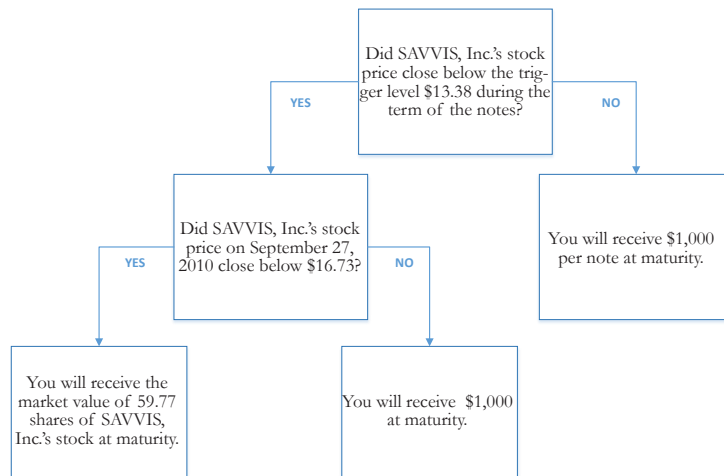 Did SAVVIS, Inc.'s stock
price close below the trig-
ger level $13.38 during the
term of the notes?
YES
NO
Did SAVVIS, Inc.'s stock
price on September 27,
2010 close below $16.73?
You will receive $1,000
per note at maturity.
YES
NO
You will receive the
market value of 59.77
shares of SAVVIS,
Inc.'s stock at maturity.
You will receive  $1,000
at maturity.